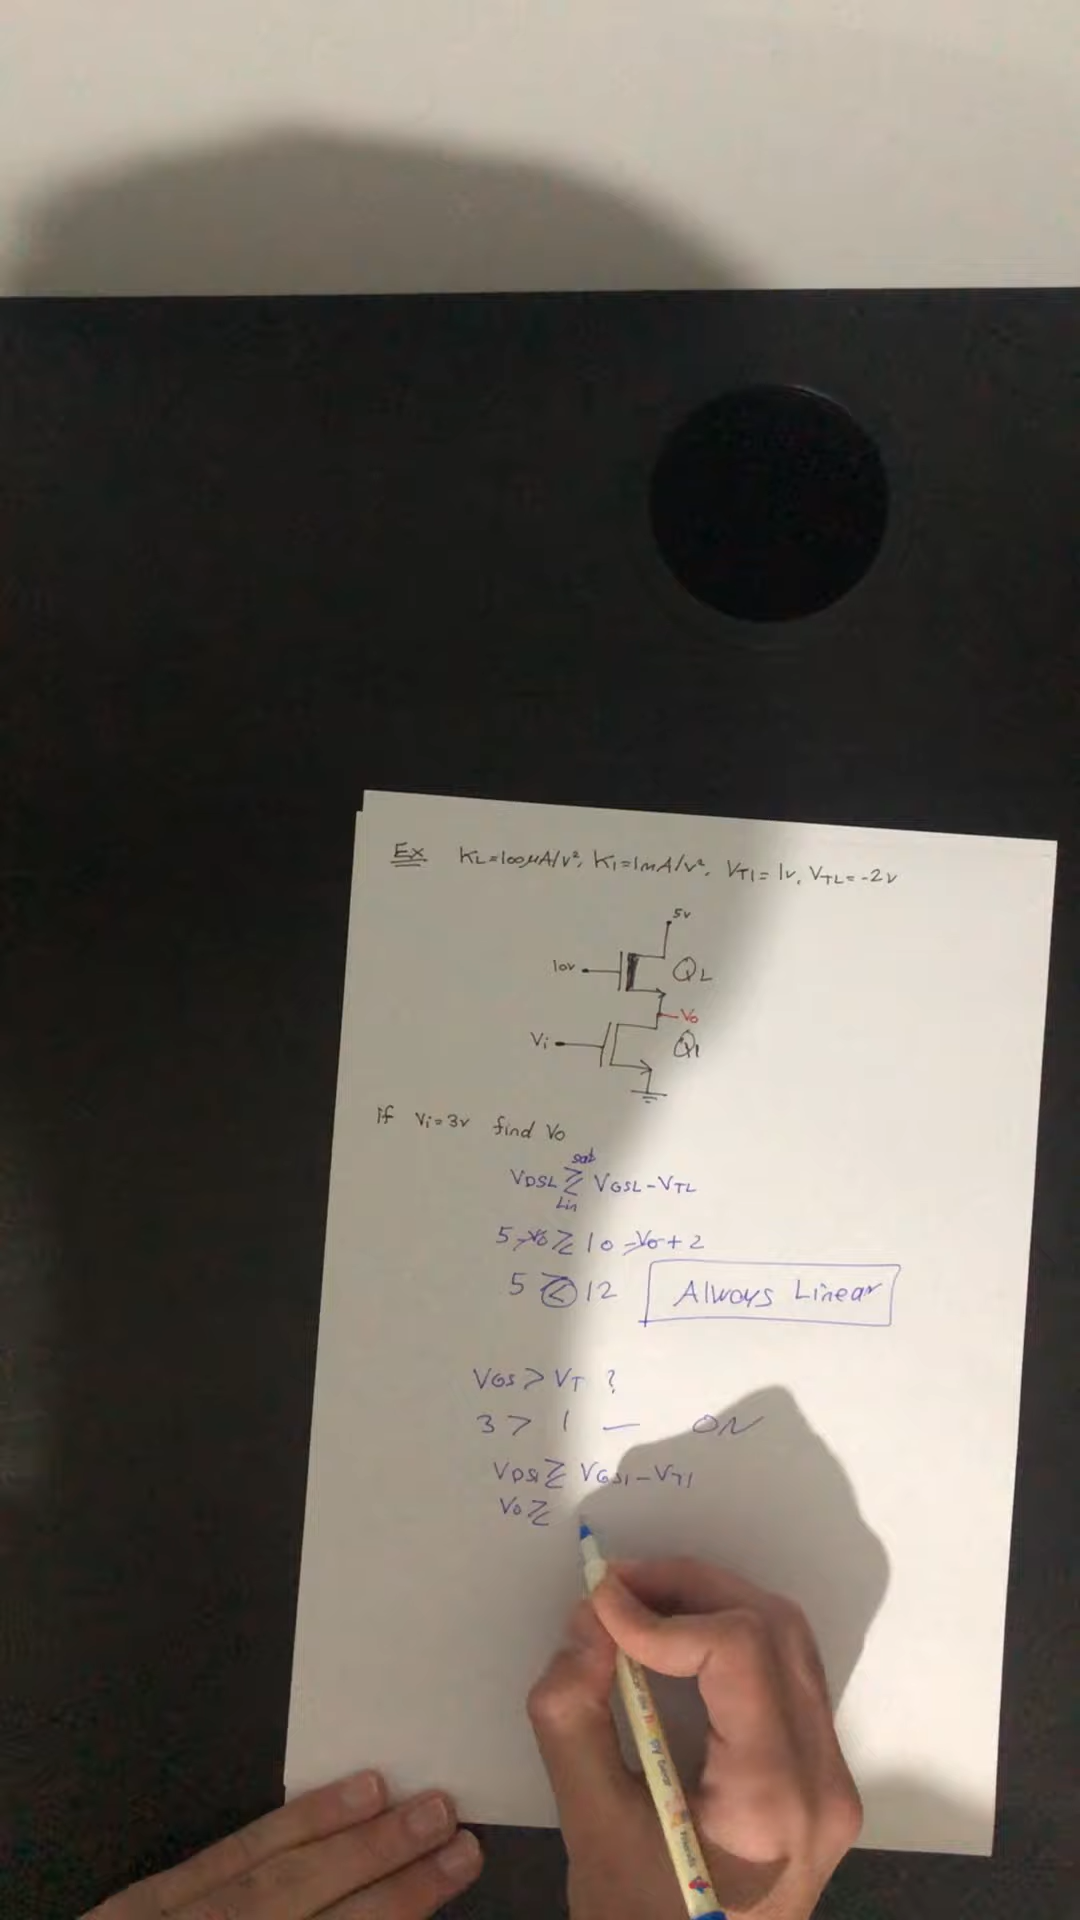 Ex KL=100μA/V², K1=1mA/V², VT1=1V, VTL=-2V
5V
10V
QL
Vo
Vi
Q1
if Vi=3V find Vo
sat
VDSL ≷ VGSL-VTL
Lin
5-Vo ≷ 10-Vo+2
5 < 12 Always Linear
VGS > VT ?
3 > 1 — ON
VDS1 ≷ VGS1-VT1
Vo ≷